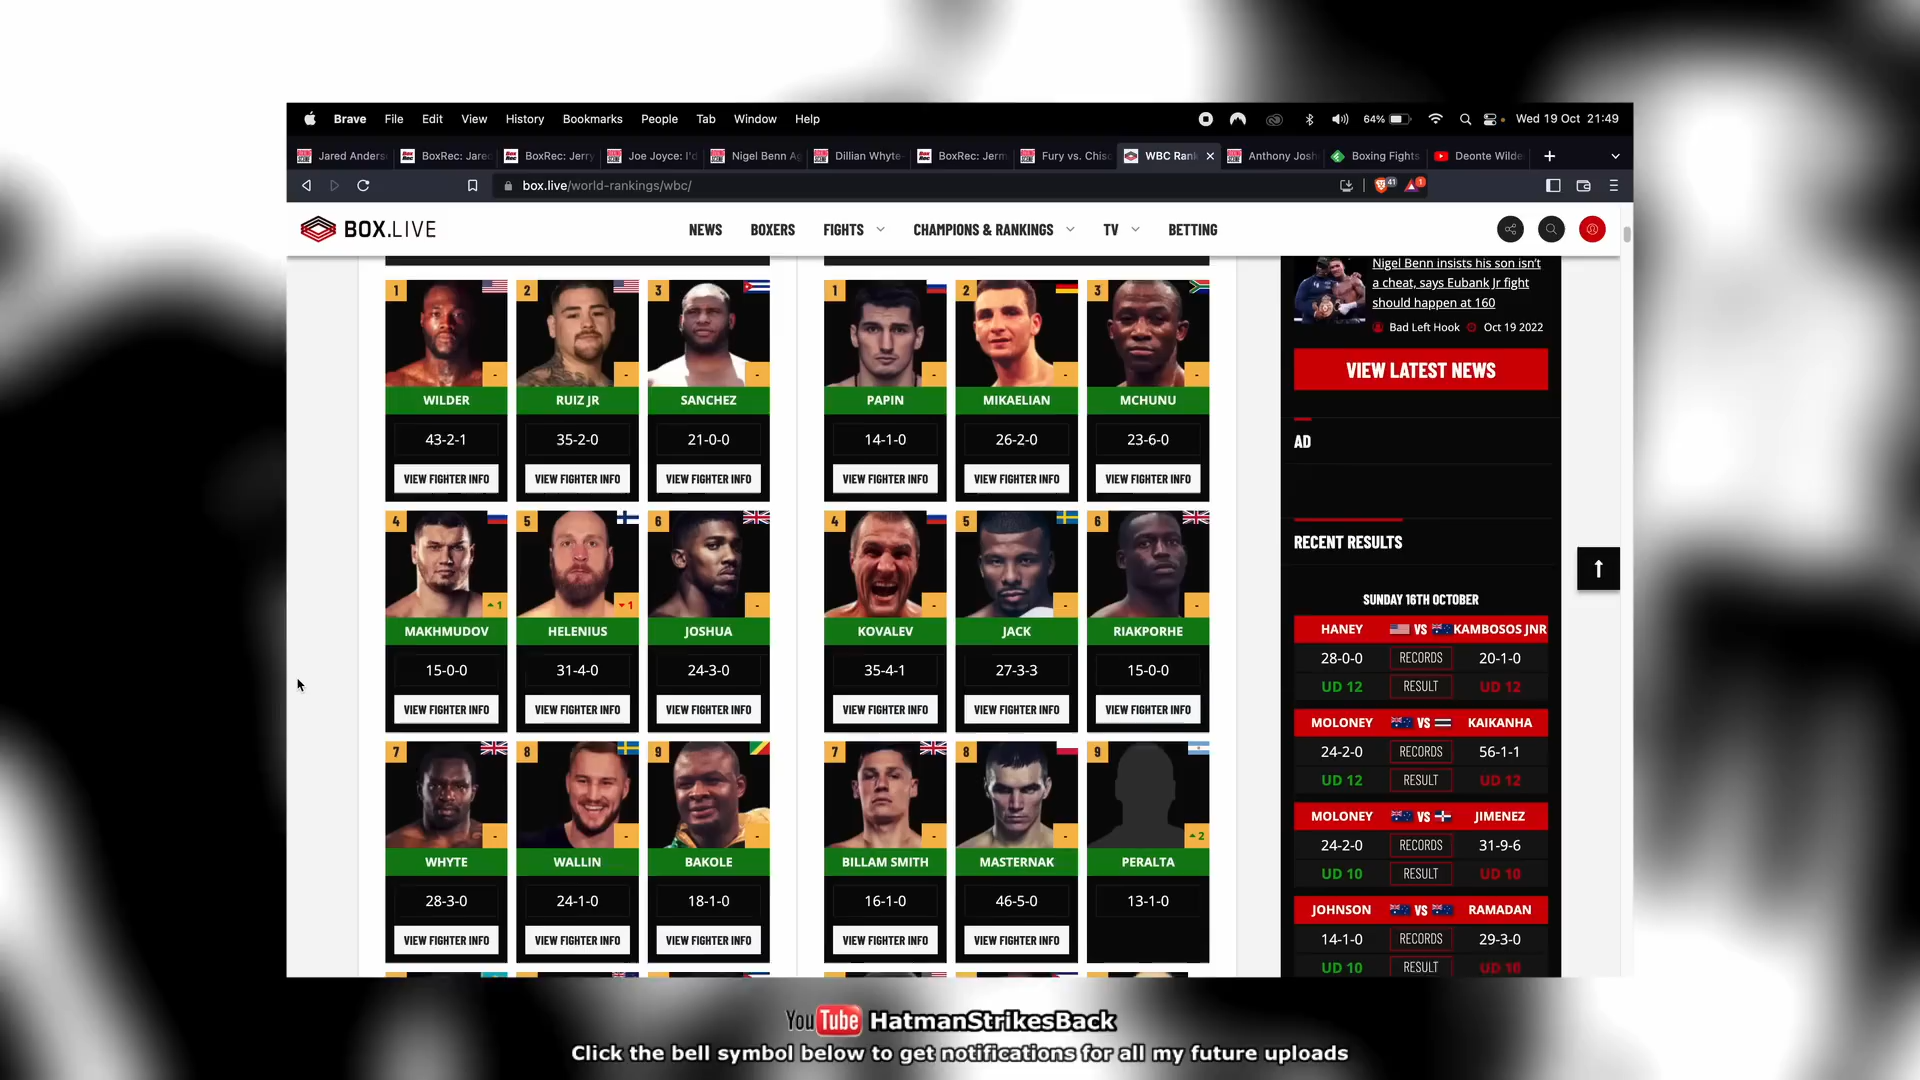 Brave File Edit View History Bookmarks People Tab Window Help 64% Wed 19 Oct 21:49
Jared Anders BoxRec: Jared BoxRec: Jerry Joe Joyce: I'd Nigel Benn Ag Dillian Whyte BoxRec: Jerm Fury vs. Chisc WBC Rank Anthony Josh Boxing Fights Deonte Wilde
box.live/world-rankings/wbc/ 41 1
BOX.LIVE NEWS BOXERS FIGHTS CHAMPIONS & RANKINGS TV BETTING
1 2 3
- - -
WILDER RUIZ JR SANCHEZ
43-2-1 35-2-0 21-0-0
VIEW FIGHTER INFO VIEW FIGHTER INFO VIEW FIGHTER INFO
4 5 6
1 1 -
MAKHMUDOV HELENIUS JOSHUA
15-0-0 31-4-0 24-3-0
VIEW FIGHTER INFO VIEW FIGHTER INFO VIEW FIGHTER INFO
7 8 9
- - -
WHYTE WALLIN BAKOLE
28-3-0 24-1-0 18-1-0
VIEW FIGHTER INFO VIEW FIGHTER INFO VIEW FIGHTER INFO
1 2 3
- - -
PAPIN MIKAELIAN MCHUNU
14-1-0 26-2-0 23-6-0
VIEW FIGHTER INFO VIEW FIGHTER INFO VIEW FIGHTER INFO
4 5 6
- - -
KOVALEV JACK RIAKPORHE
35-4-1 27-3-3 15-0-0
VIEW FIGHTER INFO VIEW FIGHTER INFO VIEW FIGHTER INFO
7 8 9
- - 2
BILLAM SMITH MASTERNAK PERALTA
16-1-0 46-5-0 13-1-0
VIEW FIGHTER INFO VIEW FIGHTER INFO
Nigel Benn insists his son isn't
a cheat, says Eubank Jr fight
should happen at 160
Bad Left Hook Oct 19 2022
VIEW LATEST NEWS
AD
RECENT RESULTS
SUNDAY 16TH OCTOBER
HANEY VS KAMBOSOS JNR
28-0-0 RECORDS 20-1-0
UD 12 RESULT UD 12
MOLONEY VS KAIKANHA
24-2-0 RECORDS 56-1-1
UD 12 RESULT UD 12
MOLONEY VS JIMENEZ
24-2-0 RECORDS 31-9-6
UD 10 RESULT UD 10
JOHNSON VS RAMADAN
14-1-0 RECORDS 29-3-0
UD 10 RESULT UD 10
YouTube HatmanStrikesBack
Click the bell symbol below to get notifications for all my future uploads